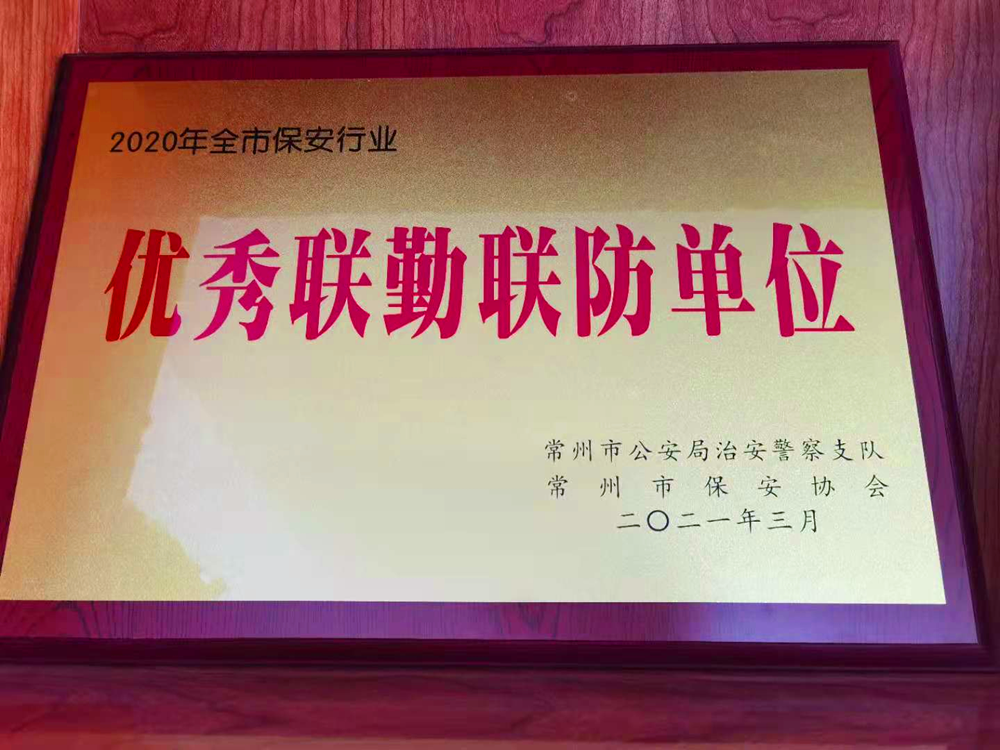 2020年全市保安行业
优秀联勤联防单位
常州市公安局治安警察支队
常州市保安协会
二〇二一年三月